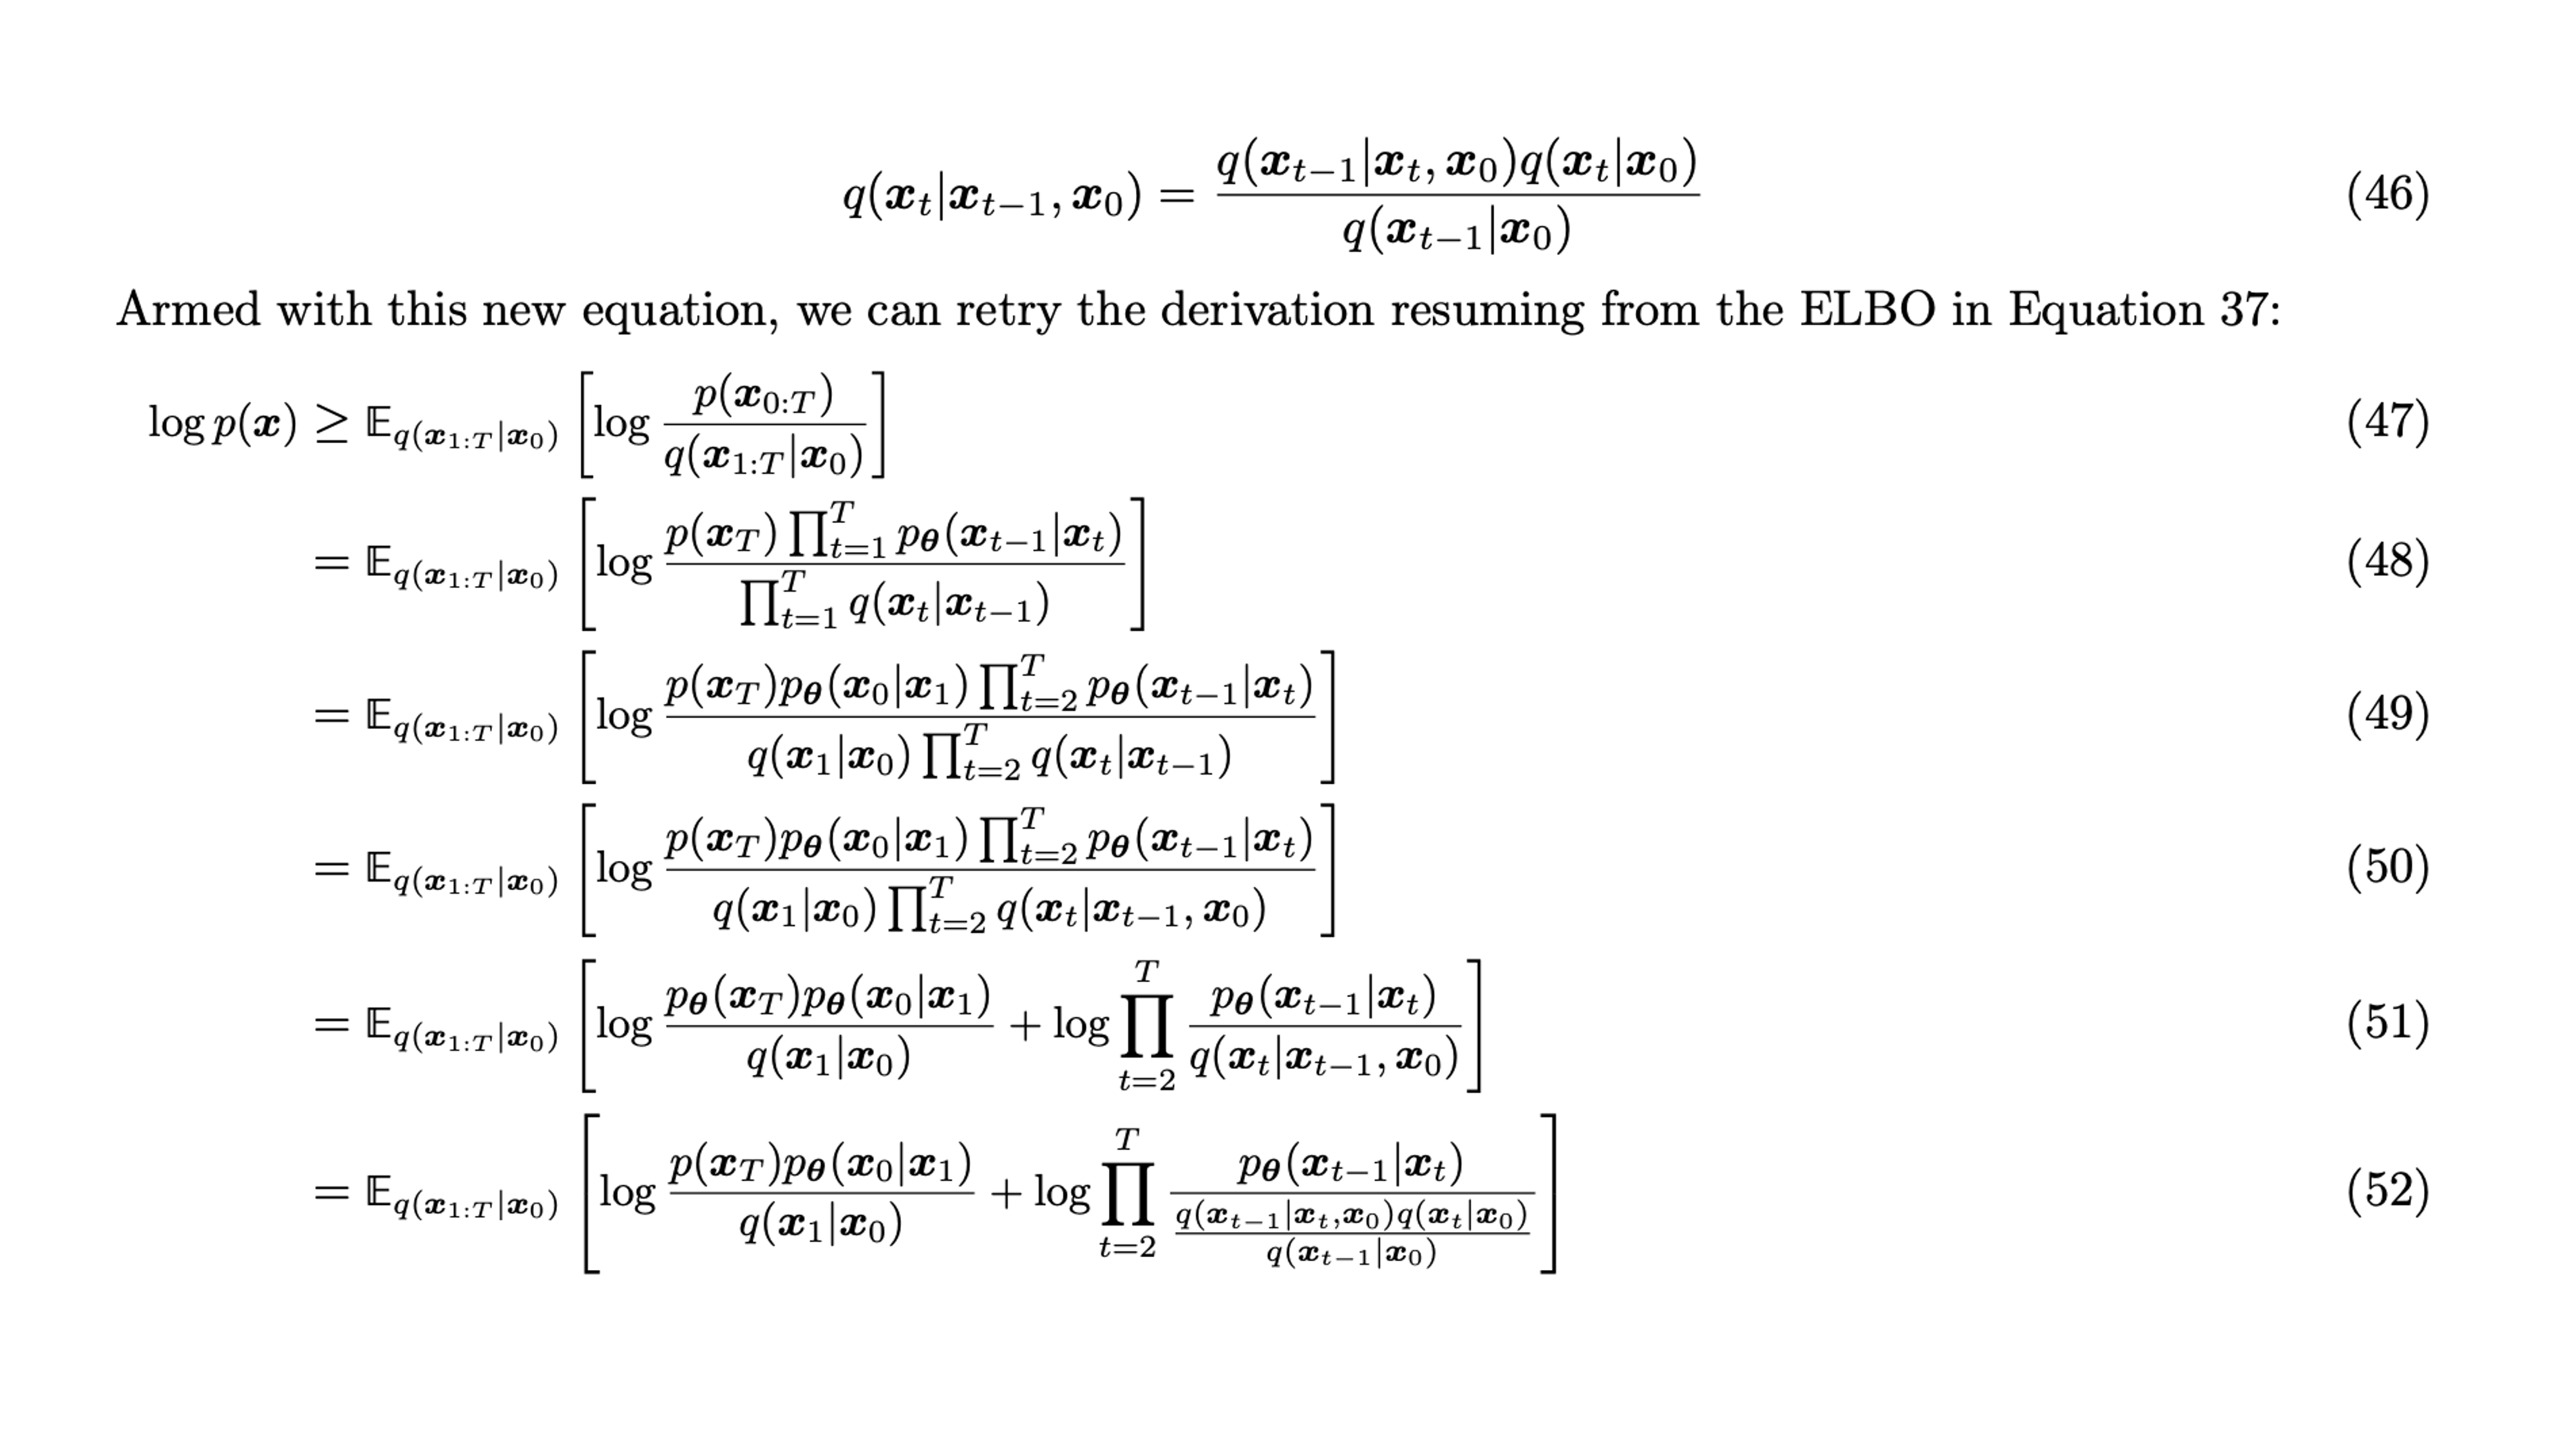 $$q(\boldsymbol{x}_t|\boldsymbol{x}_{t-1}, \boldsymbol{x}_0) = \frac{q(\boldsymbol{x}_{t-1}|\boldsymbol{x}_t, \boldsymbol{x}_0)q(\boldsymbol{x}_t|\boldsymbol{x}_0)}{q(\boldsymbol{x}_{t-1}|\boldsymbol{x}_0)} \quad (46)$$
Armed with this new equation, we can retry the derivation resuming from the ELBO in Equation 37:
$$\log p(\boldsymbol{x}) \geq \mathbb{E}_{q(\boldsymbol{x}_{1:T}|\boldsymbol{x}_0)} \left[ \log \frac{p(\boldsymbol{x}_{0:T})}{q(\boldsymbol{x}_{1:T}|\boldsymbol{x}_0)} \right] \quad (47)$$
$$= \mathbb{E}_{q(\boldsymbol{x}_{1:T}|\boldsymbol{x}_0)} \left[ \log \frac{p(\boldsymbol{x}_T) \prod_{t=1}^{T} p_{\boldsymbol{\theta}}(\boldsymbol{x}_{t-1}|\boldsymbol{x}_t)}{\prod_{t=1}^{T} q(\boldsymbol{x}_t|\boldsymbol{x}_{t-1})} \right] \quad (48)$$
$$= \mathbb{E}_{q(\boldsymbol{x}_{1:T}|\boldsymbol{x}_0)} \left[ \log \frac{p(\boldsymbol{x}_T)p_{\boldsymbol{\theta}}(\boldsymbol{x}_0|\boldsymbol{x}_1) \prod_{t=2}^{T} p_{\boldsymbol{\theta}}(\boldsymbol{x}_{t-1}|\boldsymbol{x}_t)}{q(\boldsymbol{x}_1|\boldsymbol{x}_0) \prod_{t=2}^{T} q(\boldsymbol{x}_t|\boldsymbol{x}_{t-1})} \right] \quad (49)$$
$$= \mathbb{E}_{q(\boldsymbol{x}_{1:T}|\boldsymbol{x}_0)} \left[ \log \frac{p(\boldsymbol{x}_T)p_{\boldsymbol{\theta}}(\boldsymbol{x}_0|\boldsymbol{x}_1) \prod_{t=2}^{T} p_{\boldsymbol{\theta}}(\boldsymbol{x}_{t-1}|\boldsymbol{x}_t)}{q(\boldsymbol{x}_1|\boldsymbol{x}_0) \prod_{t=2}^{T} q(\boldsymbol{x}_t|\boldsymbol{x}_{t-1}, \boldsymbol{x}_0)} \right] \quad (50)$$
$$= \mathbb{E}_{q(\boldsymbol{x}_{1:T}|\boldsymbol{x}_0)} \left[ \log \frac{p_{\boldsymbol{\theta}}(\boldsymbol{x}_T)p_{\boldsymbol{\theta}}(\boldsymbol{x}_0|\boldsymbol{x}_1)}{q(\boldsymbol{x}_1|\boldsymbol{x}_0)} + \log \prod_{t=2}^{T} \frac{p_{\boldsymbol{\theta}}(\boldsymbol{x}_{t-1}|\boldsymbol{x}_t)}{q(\boldsymbol{x}_t|\boldsymbol{x}_{t-1}, \boldsymbol{x}_0)} \right] \quad (51)$$
$$= \mathbb{E}_{q(\boldsymbol{x}_{1:T}|\boldsymbol{x}_0)} \left[ \log \frac{p(\boldsymbol{x}_T)p_{\boldsymbol{\theta}}(\boldsymbol{x}_0|\boldsymbol{x}_1)}{q(\boldsymbol{x}_1|\boldsymbol{x}_0)} + \log \prod_{t=2}^{T} \frac{p_{\boldsymbol{\theta}}(\boldsymbol{x}_{t-1}|\boldsymbol{x}_t)}{\frac{q(\boldsymbol{x}_{t-1}|\boldsymbol{x}_t, \boldsymbol{x}_0)q(\boldsymbol{x}_t|\boldsymbol{x}_0)}{q(\boldsymbol{x}_{t-1}|\boldsymbol{x}_0)}} \right] \quad (52)$$